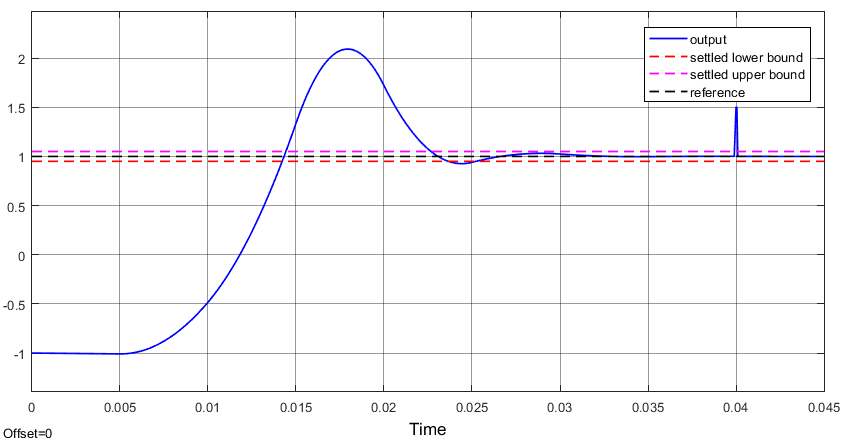 output
settled lower bound
settled upper bound
reference
2
1.5
1
0.5
0
-0.5
-1
0 0.005 0.01 0.015 0.02 0.025 0.03 0.035 0.04 0.045
Time
Offset=0